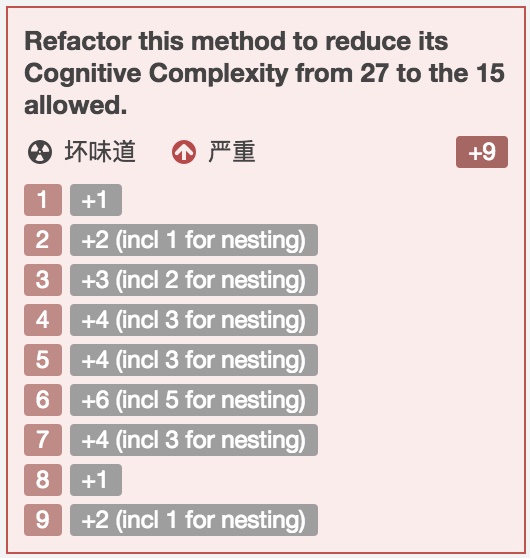 Refactor this method to reduce its
Cognitive Complexity from 27 to the 15
allowed.
坏味道 严重 +9
1 +1
2 +2 (incl 1 for nesting)
3 +3 (incl 2 for nesting)
4 +4 (incl 3 for nesting)
5 +4 (incl 3 for nesting)
6 +6 (incl 5 for nesting)
7 +4 (incl 3 for nesting)
8 +1
9 +2 (incl 1 for nesting)